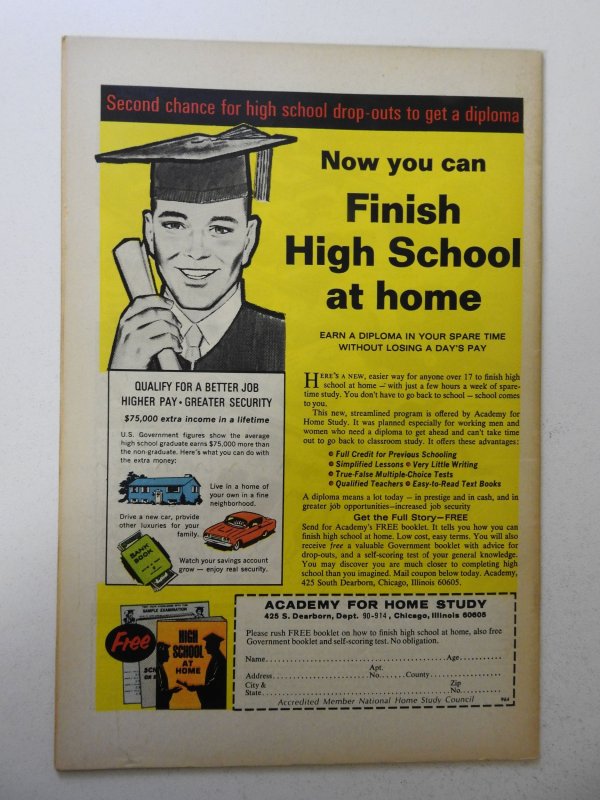 Second chance for high school drop-outs to get a diploma
Now you can
Finish
High School
at home
EARN A DIPLOMA IN YOUR SPARE TIME
WITHOUT LOSING A DAY'S PAY
HERE'S A NEW, easier way for anyone over 17 to finish high
school at home — with just a few hours a week of spare-
time study. You don't have to go back to school — school comes
to you.
This new, streamlined program is offered by Academy for
Home Study. It was planned especially for working men and
women who need a diploma to get ahead and can't take time
out to go back to classroom study. It offers these advantages:
• Full Credit for Previous Schooling
• Simplified Lessons • Very Little Writing
• True-False Multiple-Choice Tests
• Qualified Teachers • Easy-to-Read Text Books
A diploma means a lot today – in prestige and in cash, and in
greater job opportunities—increased job security
Get the Full Story—FREE
Send for Academy's FREE booklet. It tells you how you can
finish high school at home. Low cost, easy terms. You will also
receive free a valuable Government booklet with advice for
drop-outs, and a self-scoring test of your general knowledge.
You may discover you are much closer to completing high
school than you imagined. Mail coupon below today. Academy,
425 South Dearborn, Chicago, Illinois 60605.
QUALIFY FOR A BETTER JOB
HIGHER PAY • GREATER SECURITY
$75,000 extra income in a lifetime
U.S. Government figures show the average
high school graduate earns $75,000 more than
the non-graduate. Here's what you can do with
the extra money:
Live in a home of
your own in a fine
neighborhood.
Drive a new car, provide
other luxuries for your
family.
BANK
BOOK
Watch your savings account
grow — enjoy real security.
SAMPLE EXAMINATION
Free
HIGH
SCHOOL
AT
HOME
ACADEMY FOR HOME STUDY
425 S. Dearborn, Dept. 90-914, Chicago, Illinois 60605
Please rush FREE booklet on how to finish high school at home, also free
Government booklet and self-scoring test. No obligation.
Name Age
Address Apt. No. County
City & State Zip No.
Accredited Member National Home Study Council